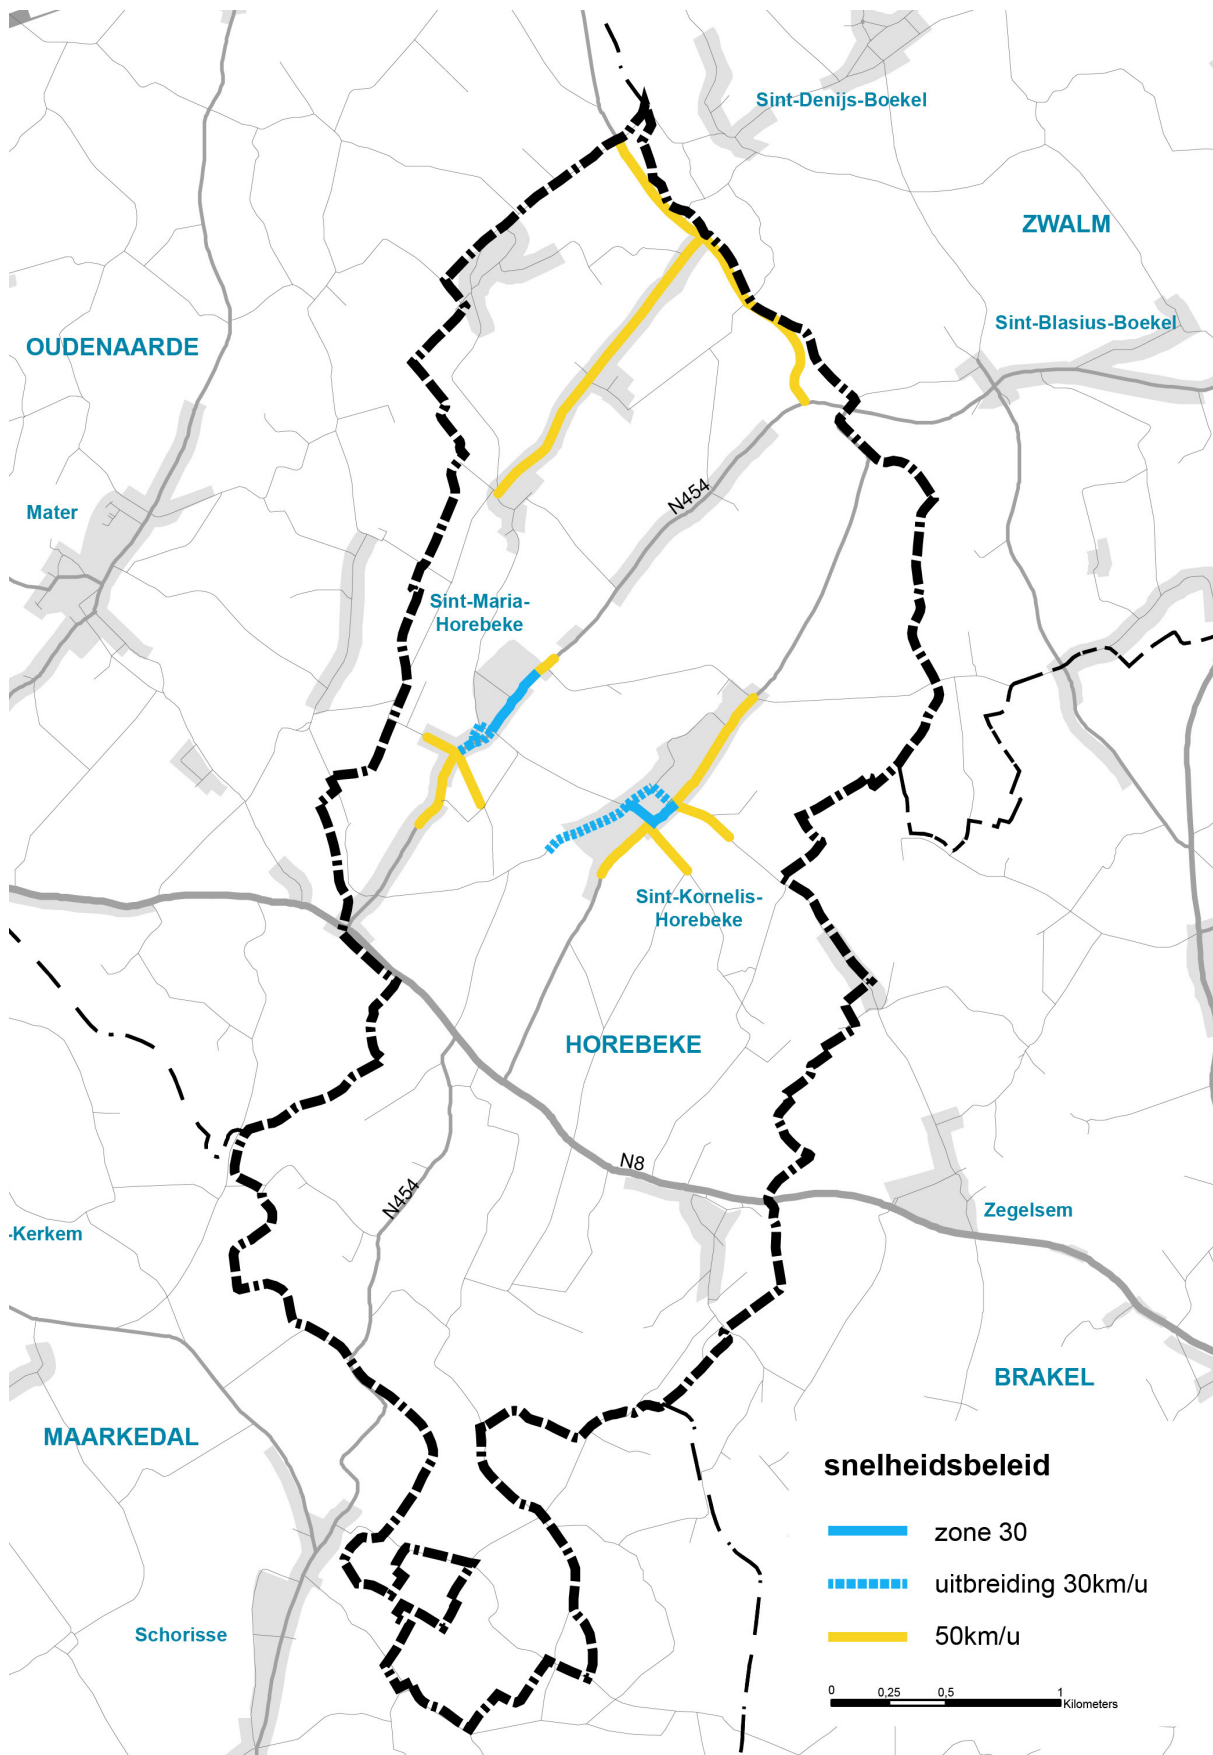 Sint-Denijs-Boekel
ZWALM
Sint-Blasius-Boekel
OUDENAARDE
N454
Mater
Sint-Maria-
Horebeke
Sint-Kornelis-
Horebeke
HOREBEKE
N8
N454
Zegelsem
-Kerkem
BRAKEL
MAARKEDAL
Schorisse
snelheidsbeleid
zone 30
uitbreiding 30km/u
50km/u
0 0,25 0,5 1
Kilometers